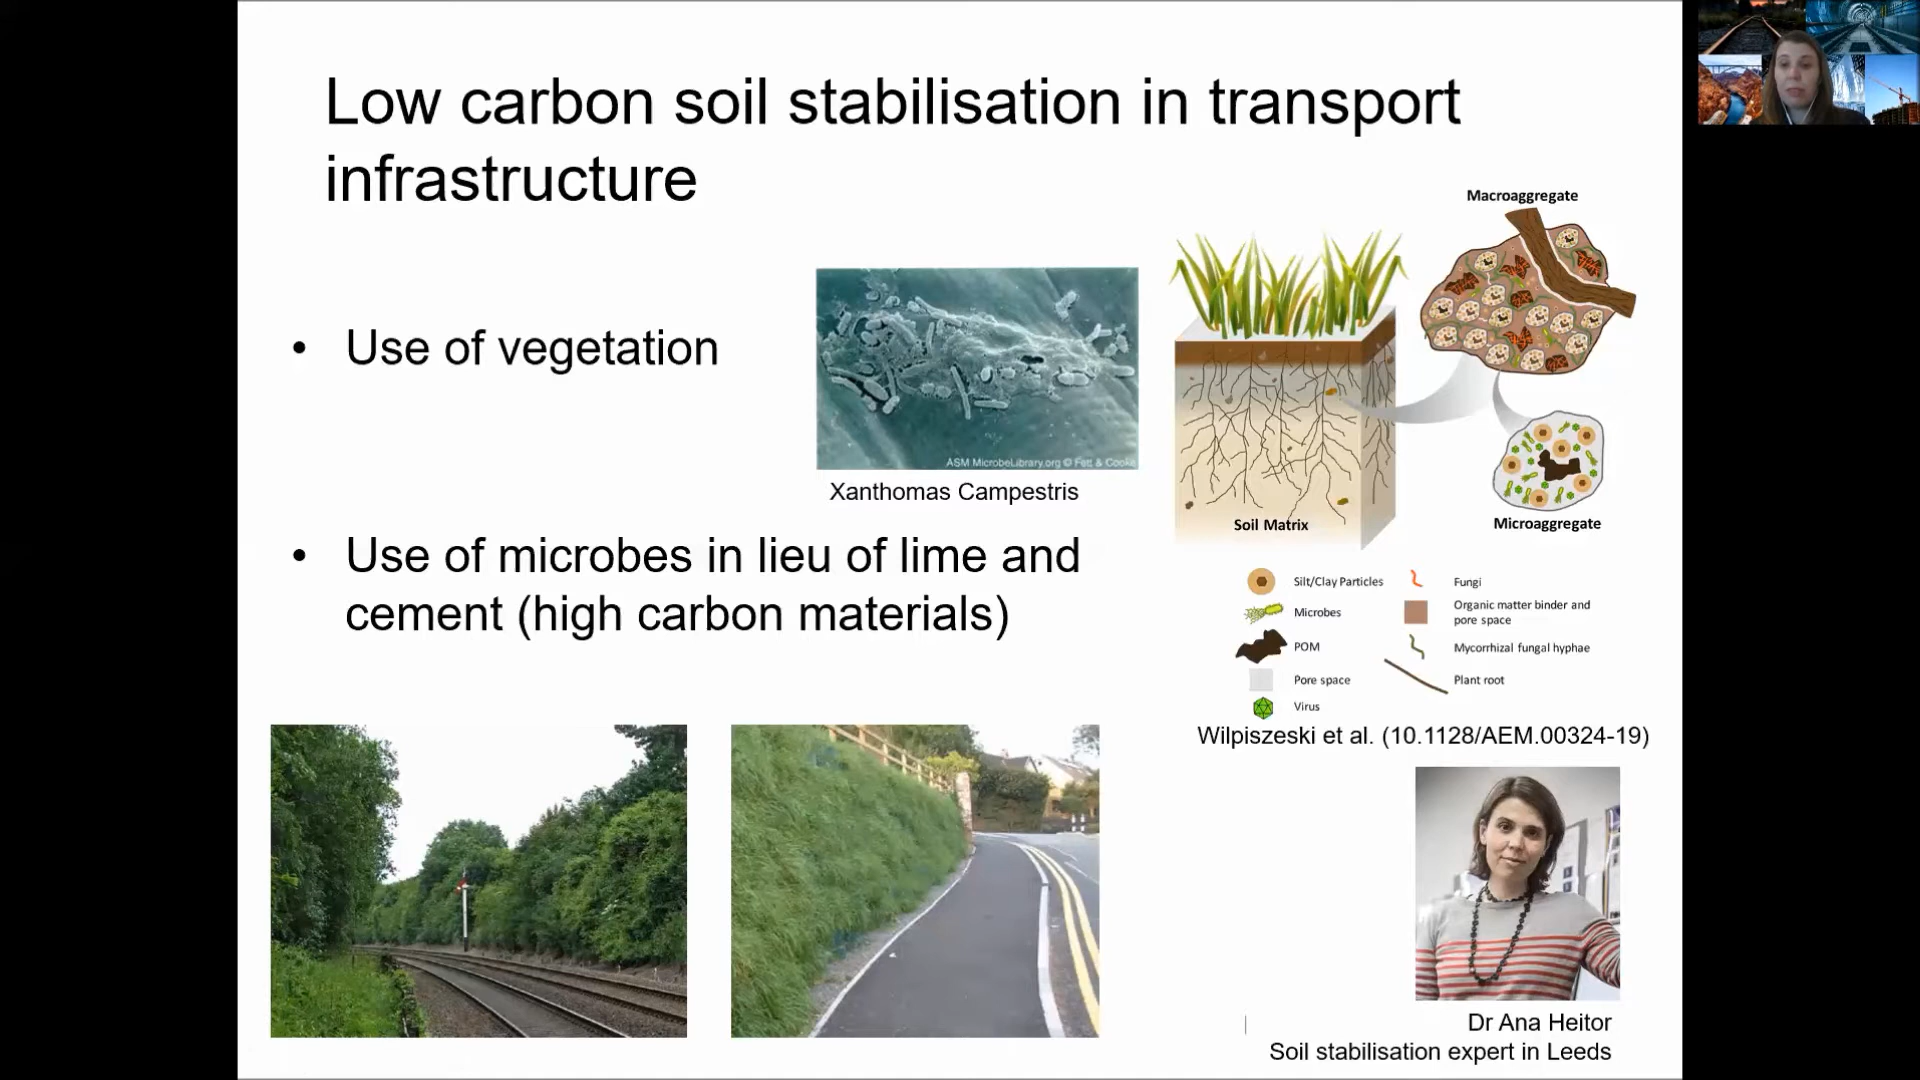 Low carbon soil stabilisation in transport
infrastructure
• Use of vegetation
ASM MicrobeLibrary.org © Fett & Cooke
Xanthomas Campestris
• Use of microbes in lieu of lime and
cement (high carbon materials)
Macroaggregate
Soil Matrix
Microaggregate
Silt/Clay Particles
Fungi
Microbes
Organic matter binder and
pore space
POM
Mycorrhizal fungal hyphae
Pore space
Plant root
Virus
Wilpiszeski et al. (10.1128/AEM.00324-19)
Dr Ana Heitor
Soil stabilisation expert in Leeds